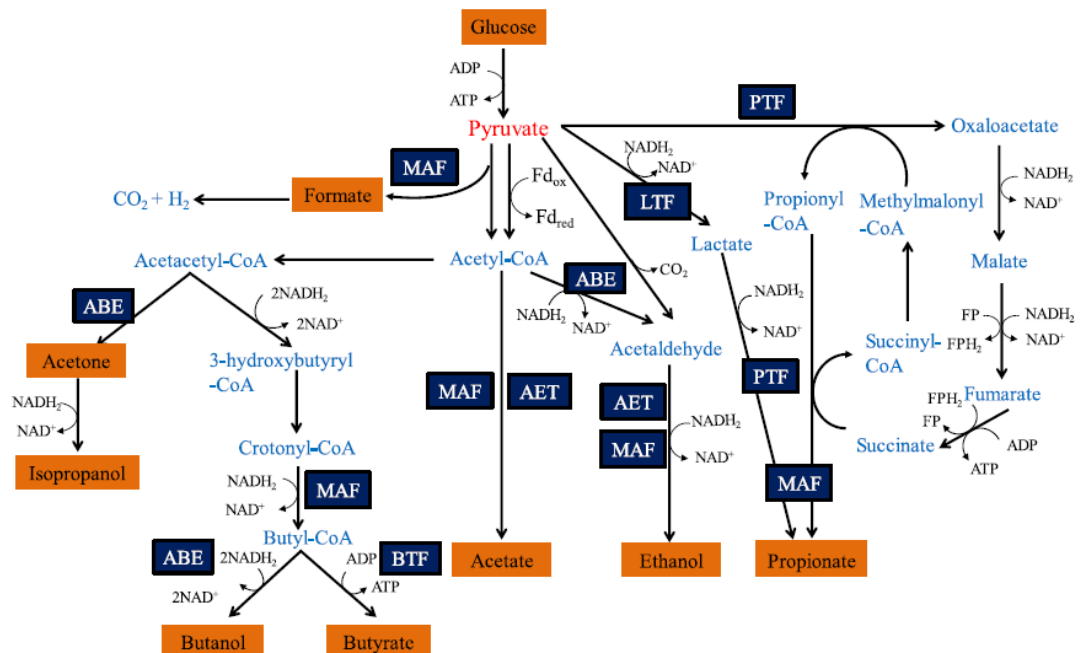 Glucose
ADP
ATP
PTF
Pyruvate
Oxaloacetate
NADH₂
NAD⁺
MAF
Fdox
Fdred
LTF
NADH₂
NAD⁺
Formate
CO₂ + H₂
Propionyl
-CoA
Methylmalonyl
-CoA
Lactate
Acetacetyl-CoA
Acetyl-CoA
CO₂
Malate
ABE
2NADH₂
2NAD⁺
ABE
NADH₂
NAD⁺
NADH₂
NAD⁺
FP
FPH₂
NADH₂
NAD⁺
Acetone
3-hydroxybutyryl
-CoA
Acetaldehyde
Succinyl-
CoA
NADH₂
NAD⁺
MAF
AET
AET
PTF
Fumarate
FPH₂
FP
ADP
ATP
Isopropanol
Crotonyl-CoA
MAF
NADH₂
NAD⁺
Succinate
NADH₂
NAD⁺
MAF
MAF
Butyl-CoA
ABE
2NADH₂
2NAD⁺
ADP
ATP
BTF
Acetate
Ethanol
Propionate
Butanol
Butyrate